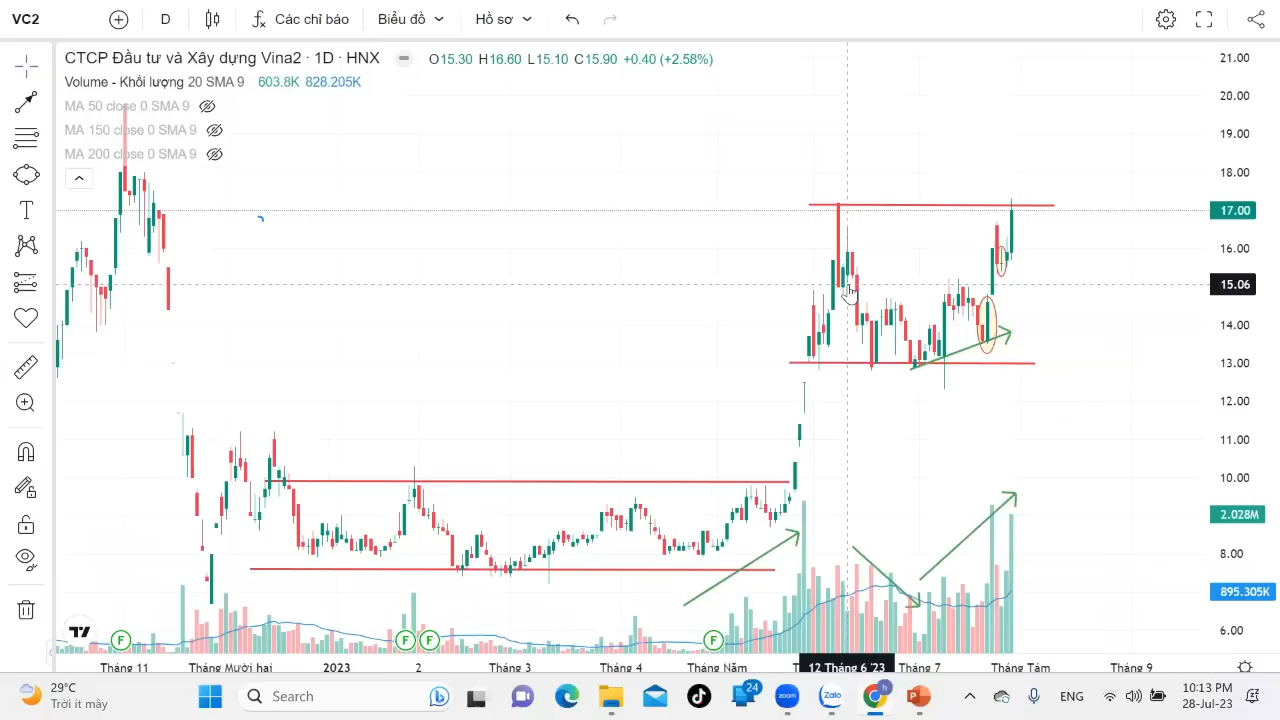 VC2
D
Các chỉ báo
Biểu đồ
Hồ sơ
CTCP Đầu tư và Xây dựng Vina2 · 1D · HNX
O15.30 H16.60 L15.10 C15.90 +0.40 (+2.58%)
Volume - Khối lượng 20 SMA 9 603.8K 828.205K
MA 50 close 0 SMA 9
MA 150 close 0 SMA 9
MA 200 close 0 SMA 9
21.00
20.00
19.00
18.00
17.00
16.00
15.06
14.00
13.00
12.00
11.00
10.00
2.028M
8.00
895.305K
6.00
F
F
F
F
Tháng 11
Tháng Mười hai
2023
2
Tháng 3
Tháng 4
Tháng Năm
12 Tháng 6 '23
Tháng 7
Tháng Tám
Tháng 9
29°C
Trời ít mây
Search
24
zoom
Zalo
h
ENG
10:13 PM
28-Jul-23